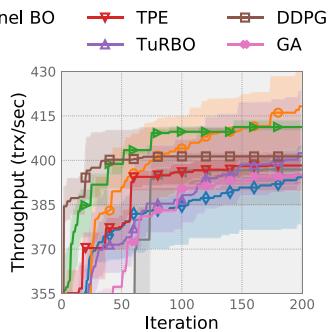 nel BO TPE DDPG
TuRBO GA
430
415
400
385
370
355
Throughput (trx/sec)
0 50 100 150 200
Iteration